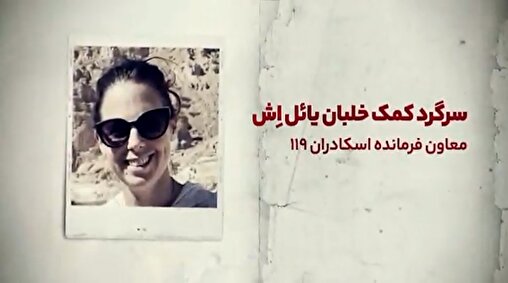 سرگرد کمک خلبان یائل اِش
معاون فرمانده اسکادران ۱۱۹